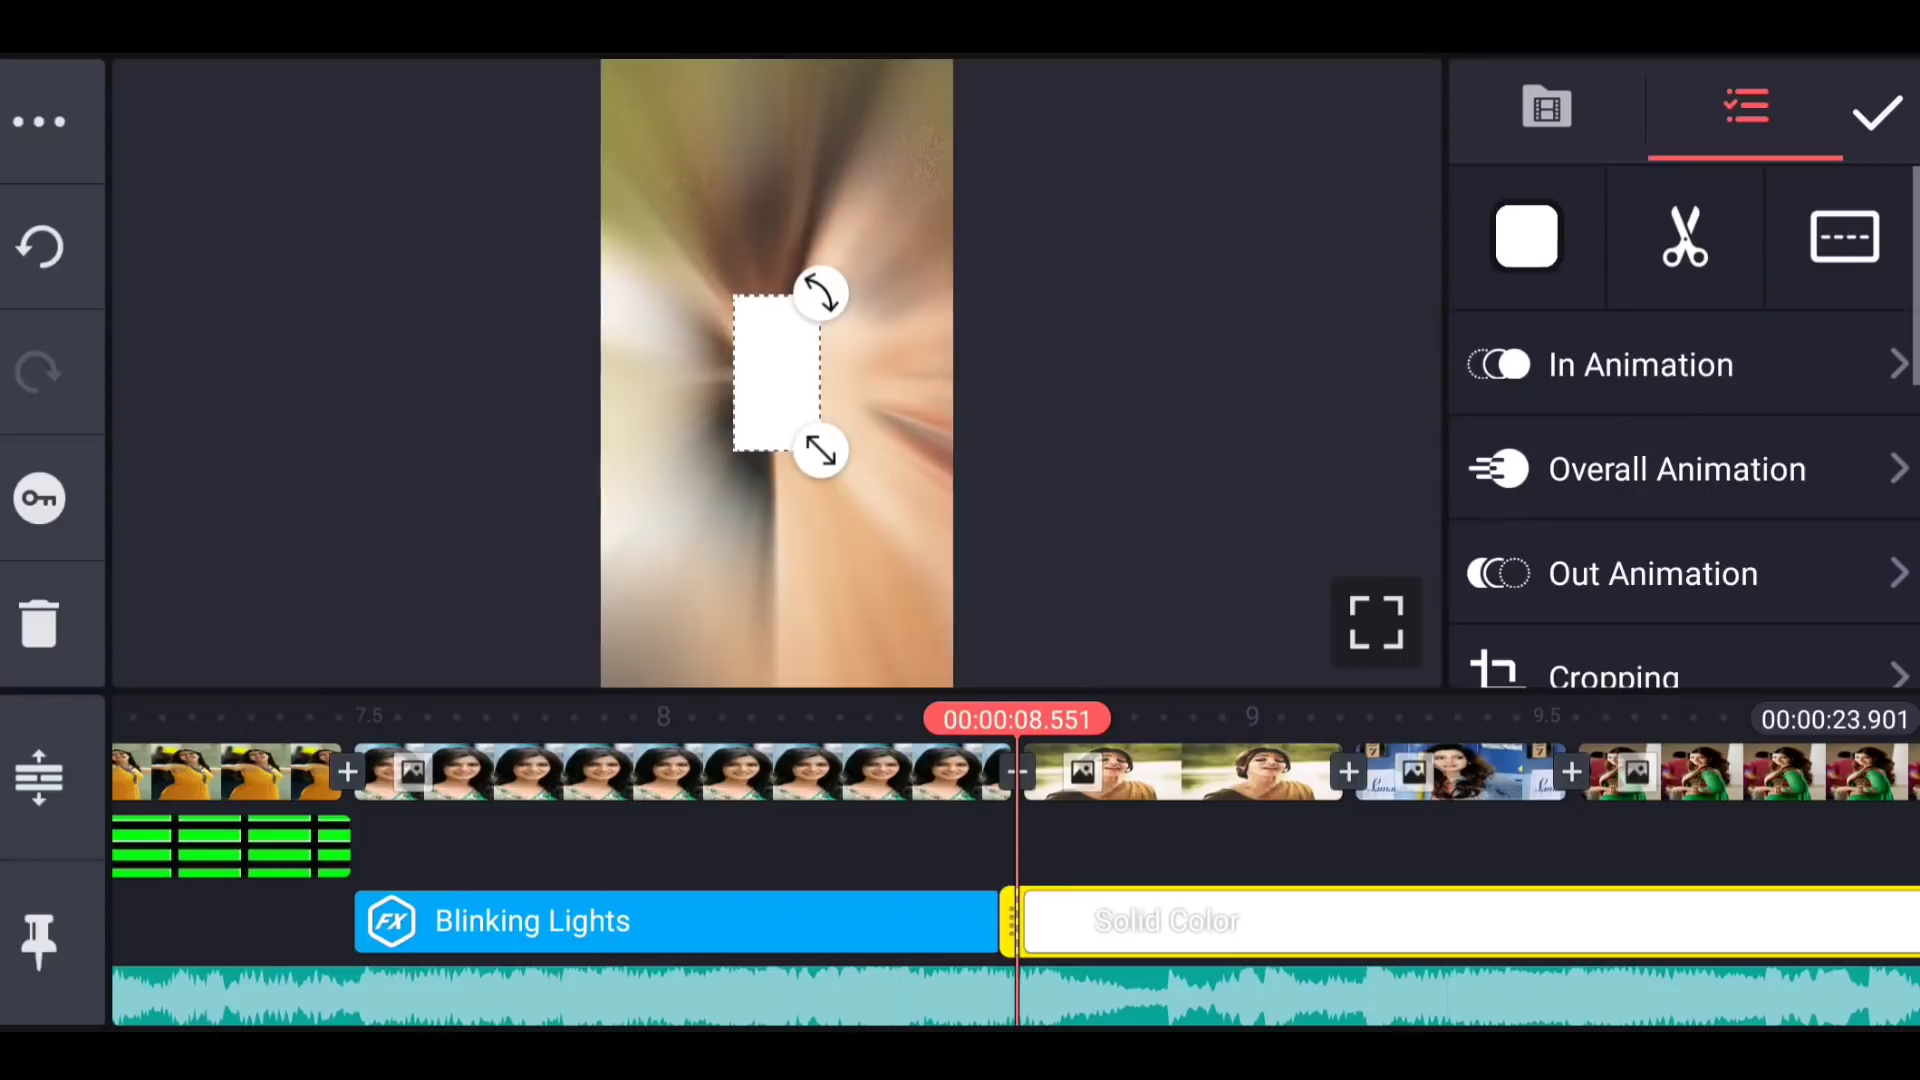 In Animation
Overall Animation
Out Animation
Cropping
7.5
8
00:00:08.551
9
9.5
00:00:23.901
FX Blinking Lights
Solid Color